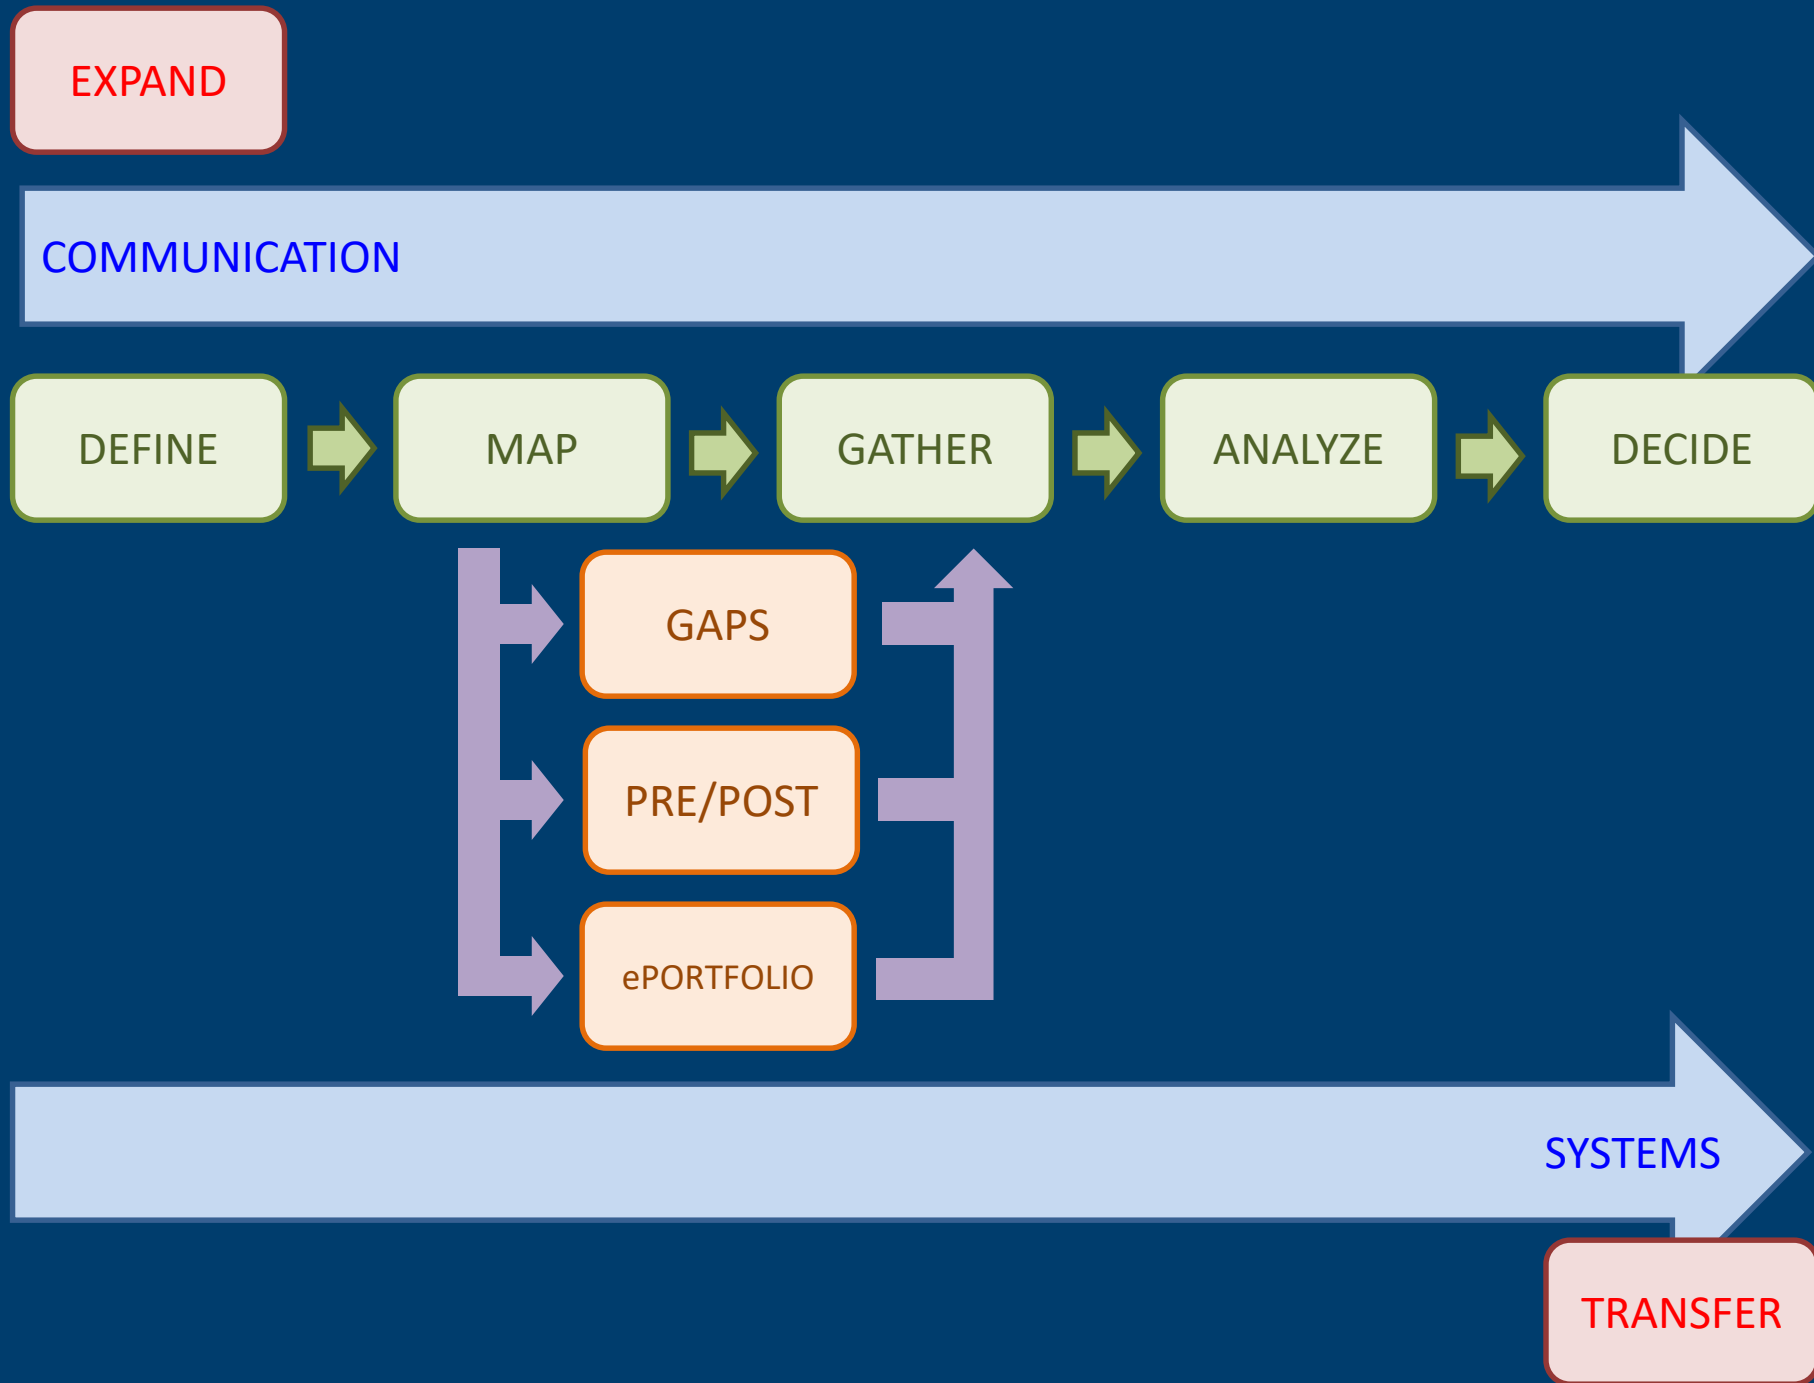 EXPAND
COMMUNICATION
DEFINE
MAP
GATHER
ANALYZE
DECIDE
GAPS
PRE/POST
ePORTFOLIO
SYSTEMS
TRANSFER